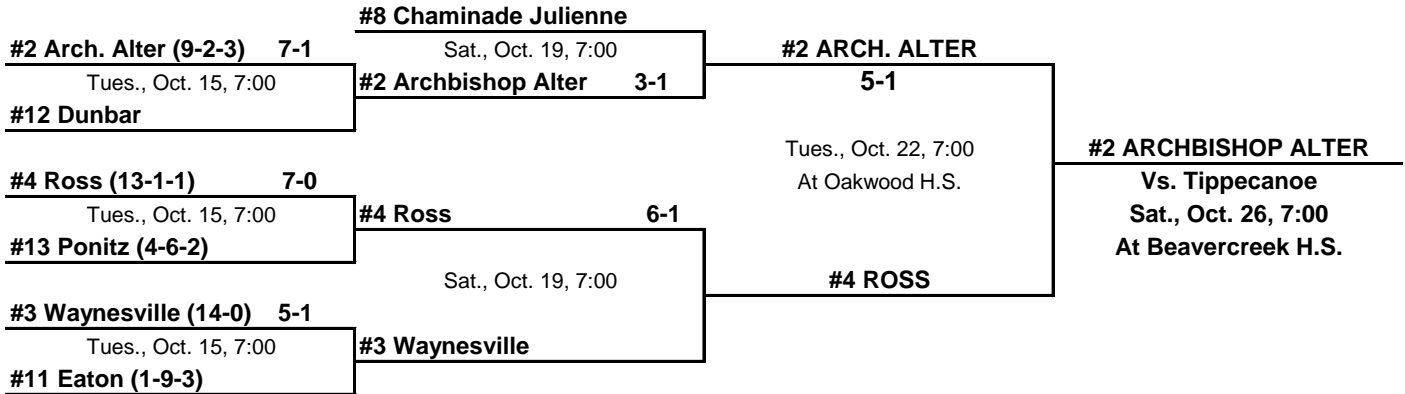 #8 Chaminade Julienne
#2 Arch. Alter (9-2-3) 7-1
Sat., Oct. 19, 7:00
#2 ARCH. ALTER
Tues., Oct. 15, 7:00
#2 Archbishop Alter 3-1
5-1
#12 Dunbar
Tues., Oct. 22, 7:00
#2 ARCHBISHOP ALTER
#4 Ross (13-1-1) 7-0
At Oakwood H.S.
Vs. Tippecanoe
Tues., Oct. 15, 7:00
#4 Ross 6-1
Sat., Oct. 26, 7:00
#13 Ponitz (4-6-2)
At Beavercreek H.S.
Sat., Oct. 19, 7:00
#4 ROSS
#3 Waynesville (14-0) 5-1
Tues., Oct. 15, 7:00
#3 Waynesville
#11 Eaton (1-9-3)